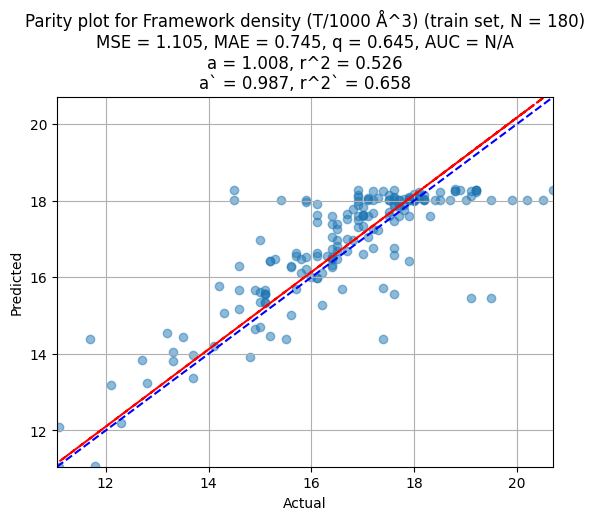 Parity plot for Framework density (T/1000 Å^3) (train set, N = 180)
MSE = 1.105, MAE = 0.745, q = 0.645, AUC = N/A
a = 1.008, r^2 = 0.526
a` = 0.987, r^2` = 0.658
20
18
16
14
12
Predicted
12 14 16 18 20
Actual